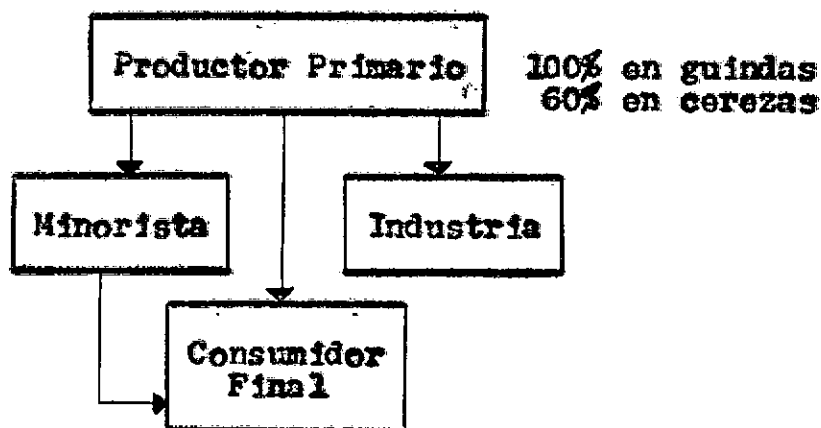 Productor Primario
100% en guindas
60% en cerezas
Minorista
Industria
Consumidor
Final